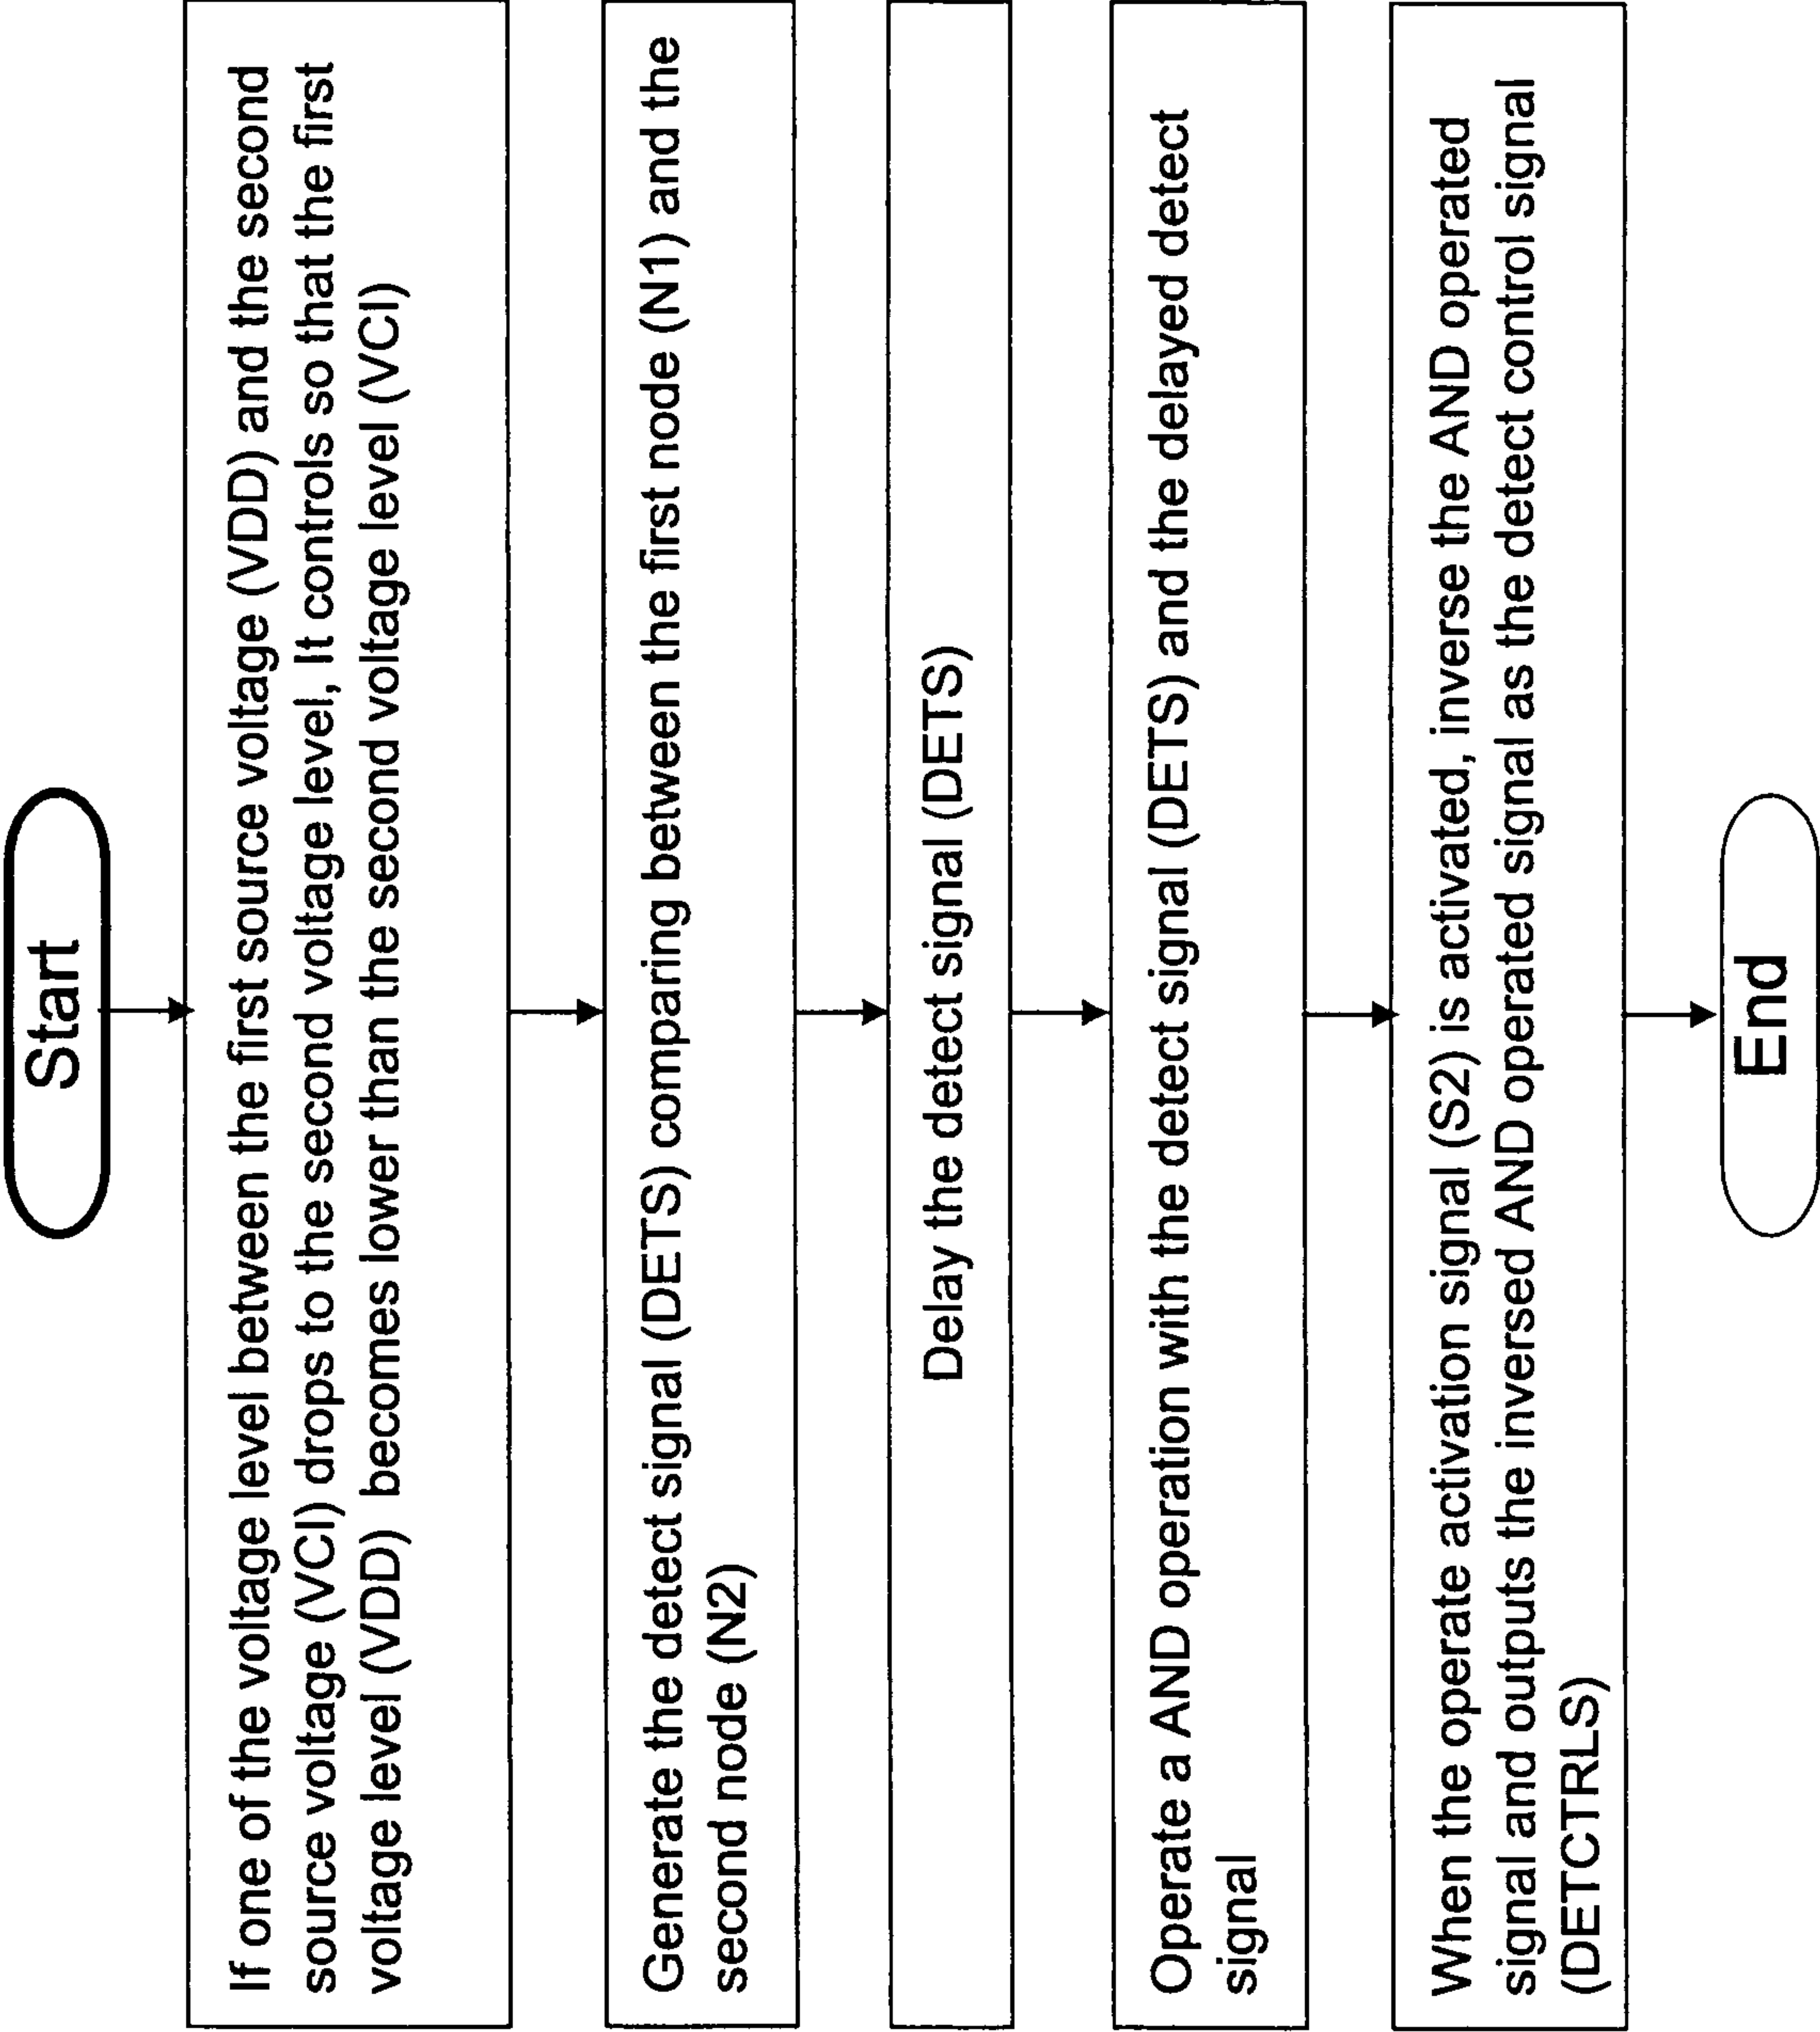 Start
If one of the voltage level between the first source voltage (VDD) and the second
source voltage (VCI) drops to the second voltage level, It controls so that the first
voltage level (VDD) becomes lower than the second voltage level (VCI)
Generate the detect signal (DETS) comparing between the first node (N1) and the
second node (N2)
Delay the detect signal (DETS)
Operate a AND operation with the detect signal (DETS) and the delayed detect
signal
When the operate activation signal (S2) is activated, inverse the AND operated
signal and outputs the inversed AND operated signal as the detect control signal
(DETCTRLS)
End